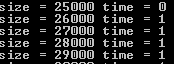 size = 25000 time = 0
size = 26000 time = 1
size = 27000 time = 1
size = 28000 time = 1
size = 29000 time = 1